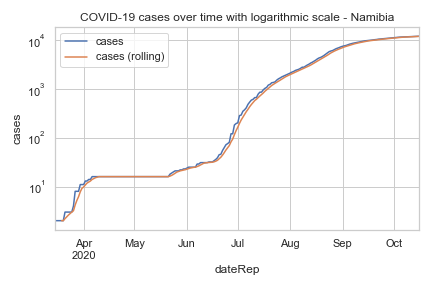 COVID-19 cases over time with logarithmic scale - Namibia
cases
cases (rolling)
10⁴
10³
10²
10¹
cases
Apr May Jun Jul Aug Sep Oct
2020
dateRep